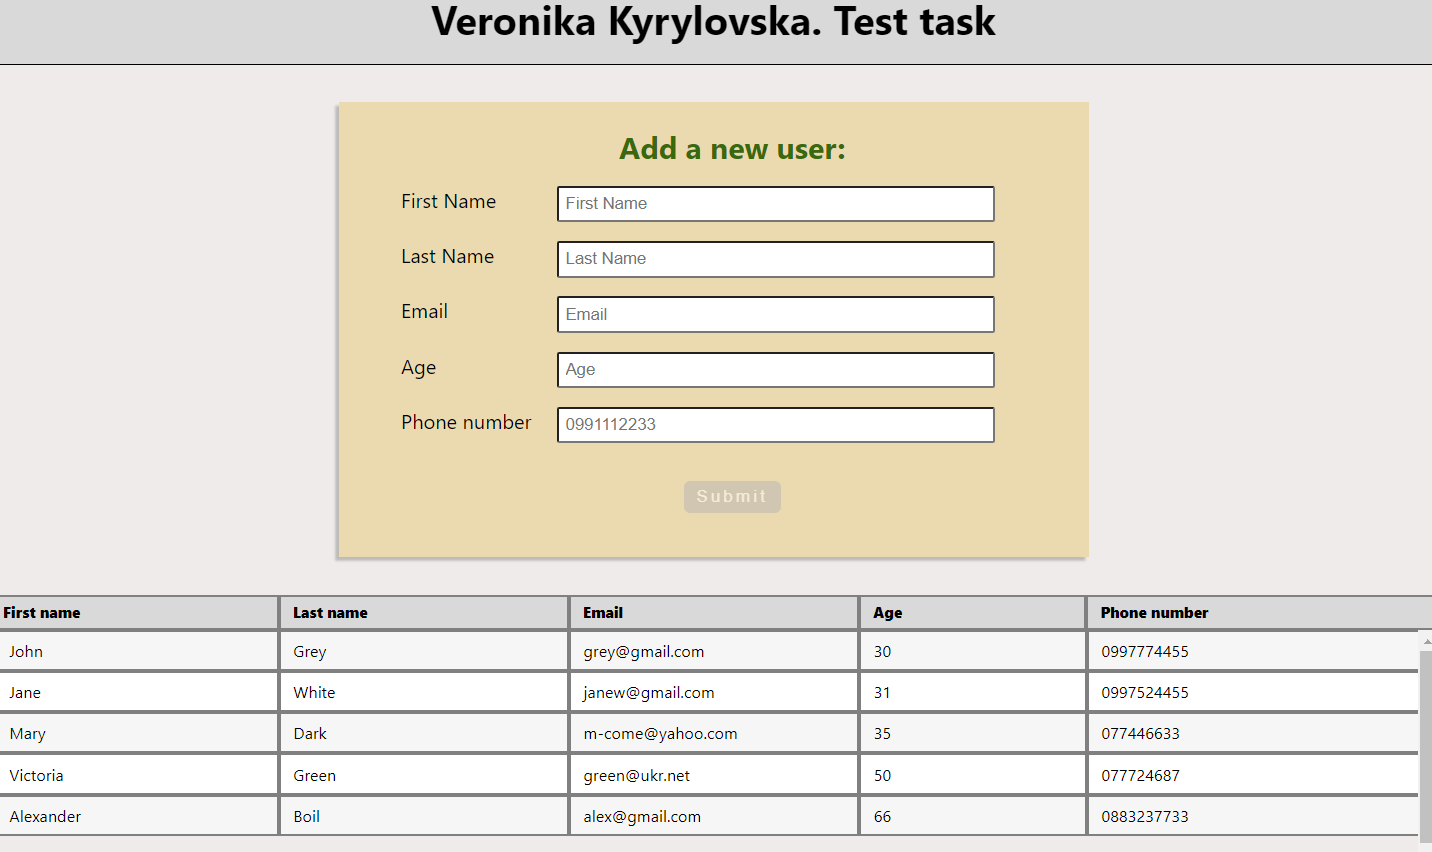 Veronika Kyrylovska. Test task
Add a new user:
First Name First Name
Last Name Last Name
Email Email
Age Age
Phone number 0991112233
Submit
First name Last name Email Age Phone number
John Grey grey@gmail.com 30 0997774455
Jane White janew@gmail.com 31 0997524455
Mary Dark m-come@yahoo.com 35 077446633
Victoria Green green@ukr.net 50 077724687
Alexander Boil alex@gmail.com 66 0883237733